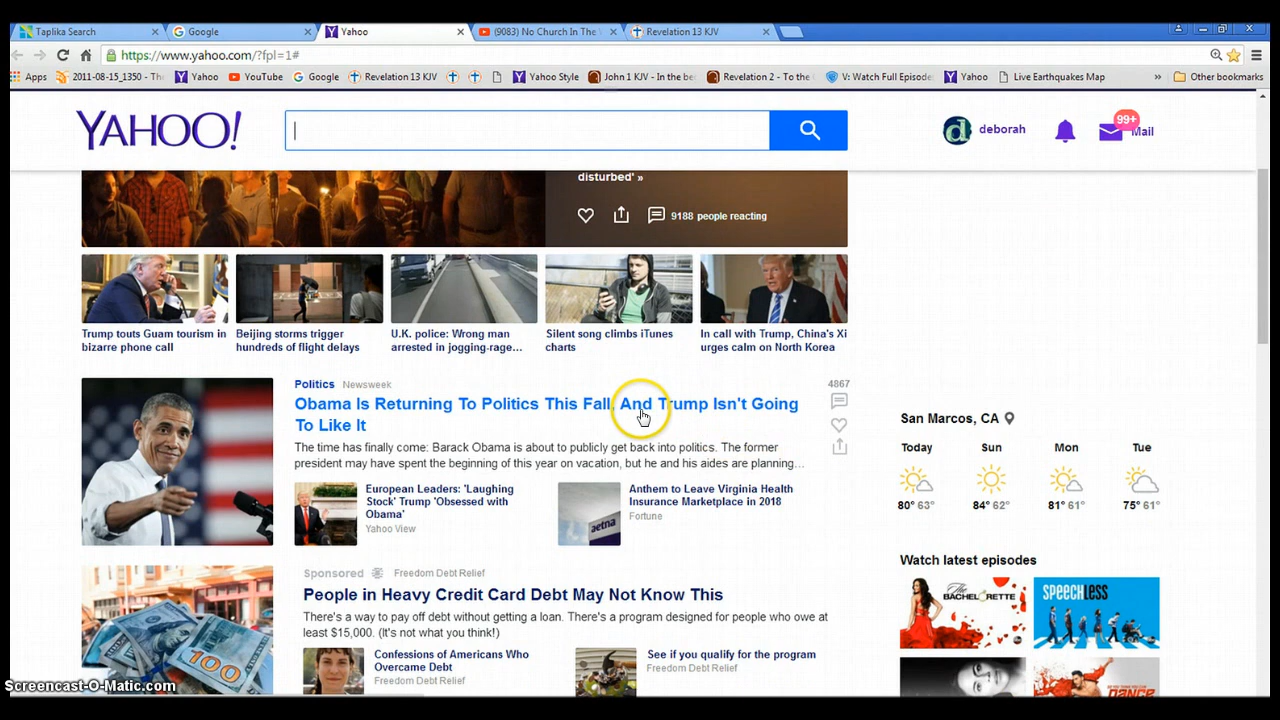 Taplika Search
Google
Yahoo
(9083) No Church In The
Revelation 13 KJV
https://www.yahoo.com/?fpl=1#
Apps
2011-08-15_1350 - The
Yahoo
YouTube
Google
Revelation 13 KJV
Yahoo Style
John 1 KJV - In the be
Revelation 2 - To the
V: Watch Full Episode
Yahoo
Live Earthquakes Map
»
Other bookmarks
YAHOO!
d
deborah
99+
Mail
disturbed' »
9188 people reacting
Trump touts Guam tourism in
bizarre phone call
Beijing storms trigger
hundreds of flight delays
U.K. police: Wrong man
arrested in jogging-rage...
Silent song climbs iTunes
charts
In call with Trump, China's Xi
urges calm on North Korea
Politics Newsweek
4867
Obama Is Returning To Politics This Fall, And Trump Isn't Going
To Like It
The time has finally come: Barack Obama is about to publicly get back into politics. The former
president may have spent the beginning of this year on vacation, but he and his aides are planning...
European Leaders: 'Laughing
Stock' Trump 'Obsessed with
Obama'
Yahoo View
aetna
Anthem to Leave Virginia Health
Insurance Marketplace in 2018
Fortune
San Marcos, CA
Today Sun Mon Tue
80° 63° 84° 62° 81° 61° 75° 61°
Sponsored Freedom Debt Relief
People in Heavy Credit Card Debt May Not Know This
There's a way to pay off debt without getting a loan. There's a program designed for people who owe at
least $15,000. (It's not what you think!)
100
Confessions of Americans Who
Overcame Debt
Freedom Debt Relief
See if you qualify for the program
Freedom Debt Relief
Watch latest episodes
The
BACHELORETTE
abc
SPEECHLESS
DANCE
Screencast-O-Matic.com